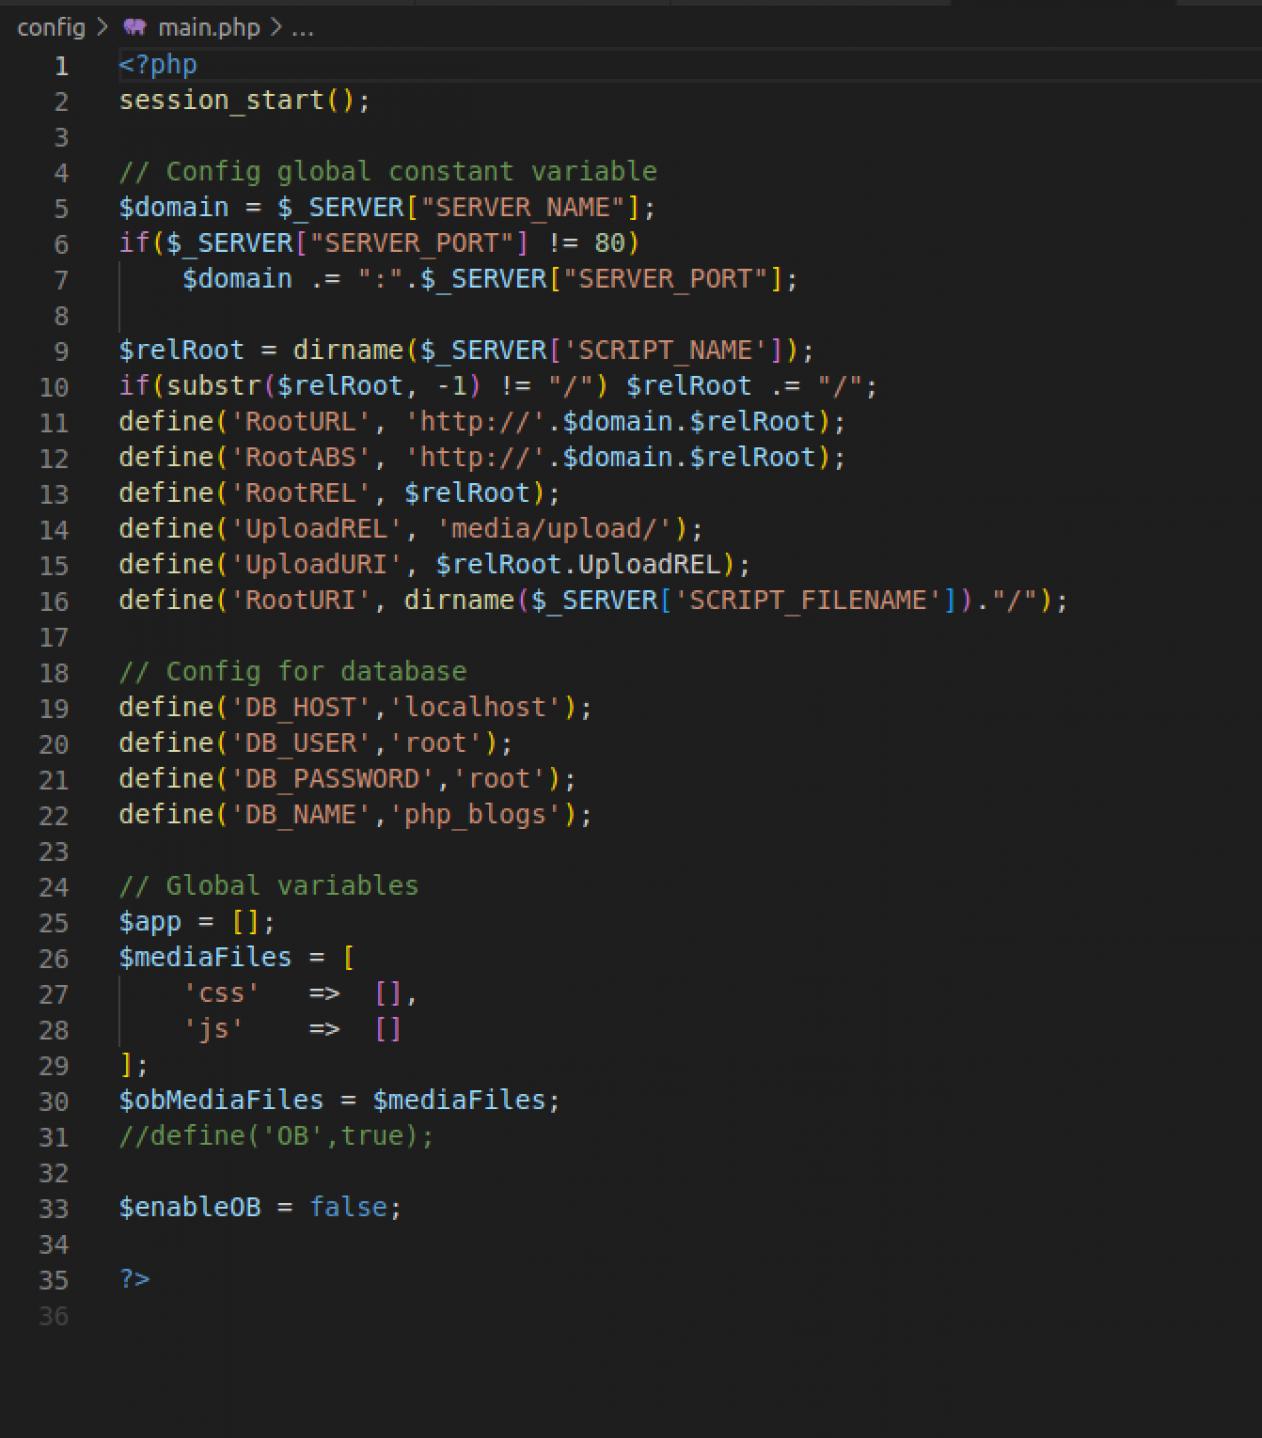 config > main.php > ...
1 <?php
2 session_start();
3
4 // Config global constant variable
5 $domain = $_SERVER["SERVER_NAME"];
6 if($_SERVER["SERVER_PORT"] != 80)
7     $domain .= ":".$_SERVER["SERVER_PORT"];
8
9 $relRoot = dirname($_SERVER['SCRIPT_NAME']);
10 if(substr($relRoot, -1) != "/") $relRoot .= "/";
11 define('RootURL', 'http://'.$domain.$relRoot);
12 define('RootABS', 'http://'.$domain.$relRoot);
13 define('RootREL', $relRoot);
14 define('UploadREL', 'media/upload/');
15 define('UploadURI', $relRoot.UploadREL);
16 define('RootURI', dirname($_SERVER['SCRIPT_FILENAME'])."/");
17
18 // Config for database
19 define('DB_HOST','localhost');
20 define('DB_USER','root');
21 define('DB_PASSWORD','root');
22 define('DB_NAME','php_blogs');
23
24 // Global variables
25 $app = [];
26 $mediaFiles = [
27     'css'   =>  [],
28     'js'    =>  []
29 ];
30 $obMediaFiles = $mediaFiles;
31 //define('OB',true);
32
33 $enableOB = false;
34
35 ?>
36